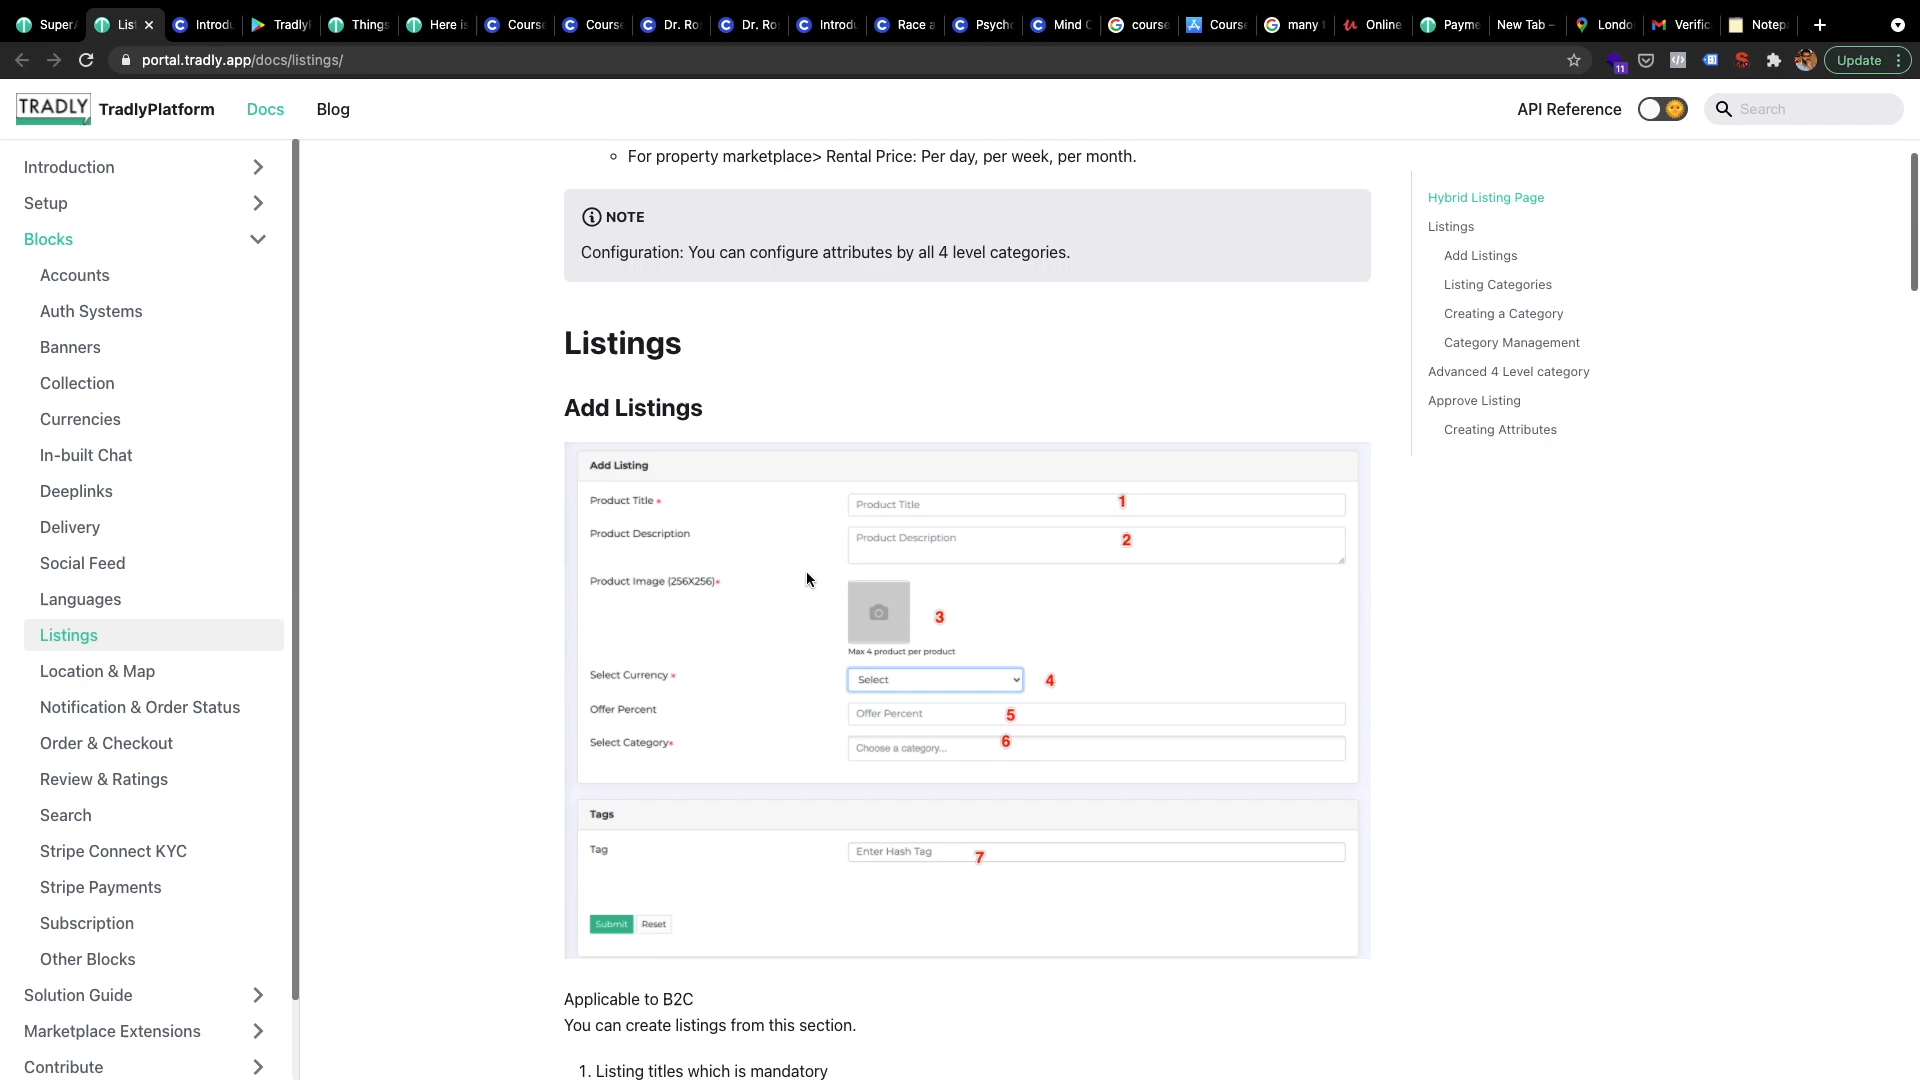 SuperA
List
Introdu
Tradly
Things
Here is
Course
Course
Dr. Ro
Dr. Ro
Introdu
Race a
Psych
Mind C
course
Course
many t
Online
Payme
New Tab
Londo
Verific
Notep
portal.tradly.app/docs/listings/
11
Update
TRADLY
TradlyPlatform
Docs
Blog
API Reference
Search
Introduction
Setup
Blocks
Accounts
Auth Systems
Banners
Collection
Currencies
In-built Chat
Deeplinks
Delivery
Social Feed
Languages
Listings
Location & Map
Notification & Order Status
Order & Checkout
Review & Ratings
Search
Stripe Connect KYC
Stripe Payments
Subscription
Other Blocks
Solution Guide
Marketplace Extensions
Contribute
For property marketplace> Rental Price: Per day, per week, per month.
NOTE
Configuration: You can configure attributes by all 4 level categories.
Listings
Add Listings
Add Listing
Product Title *
Product Title
1
Product Description
Product Description
2
Product Image (256X256)*
3
Max 4 product per product
Select Currency *
Select
4
Offer Percent
Offer Percent
5
Select Category*
Choose a category...
6
Tags
Tag
Enter Hash Tag
7
Submit
Reset
Applicable to B2C
You can create listings from this section.
1. Listing titles which is mandatory
Hybrid Listing Page
Listings
Add Listings
Listing Categories
Creating a Category
Category Management
Advanced 4 Level category
Approve Listing
Creating Attributes